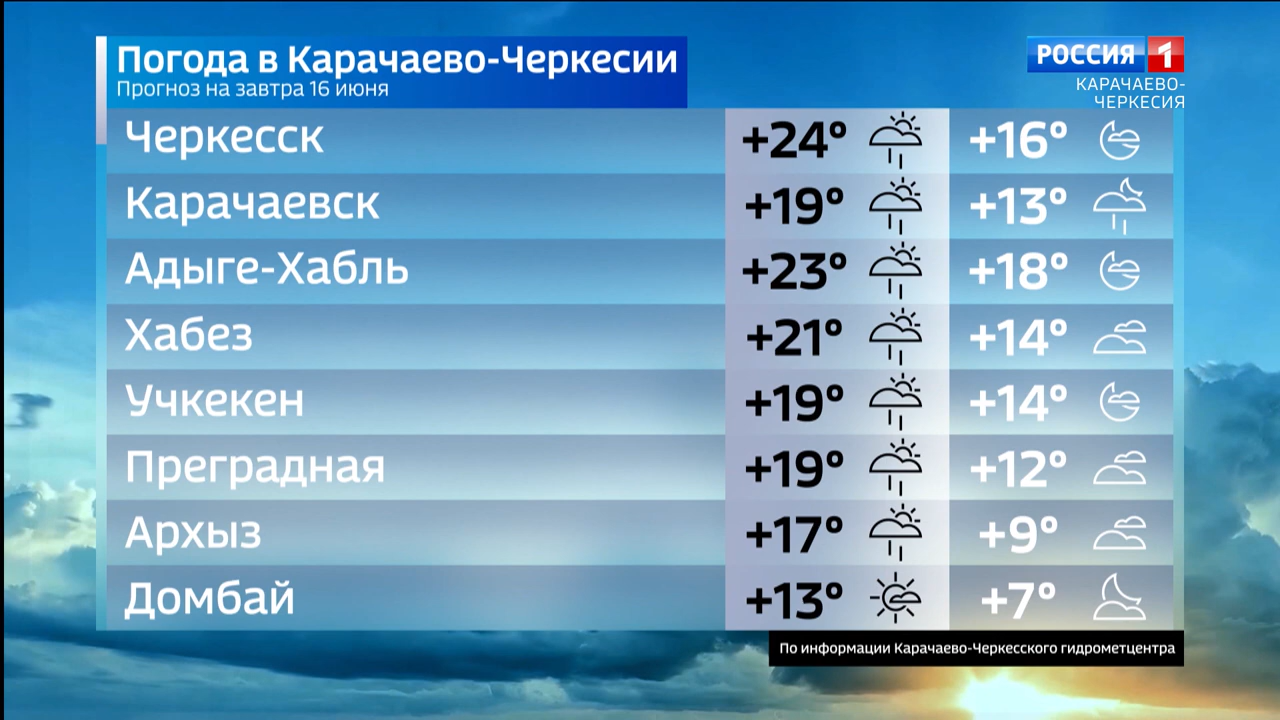 Погода в Карачаево-Черкесии
Прогноз на завтра 16 июня
РОССИЯ 1
КАРАЧАЕВО-
ЧЕРКЕСИЯ
Черкесск +24° +16°
Карачаевск +19° +13°
Адыге-Хабль +23° +18°
Хабез +21° +14°
Учкекен +19° +14°
Преградная +19° +12°
Архыз +17° +9°
Домбай +13° +7°
По информации Карачаево-Черкесского гидрометцентра